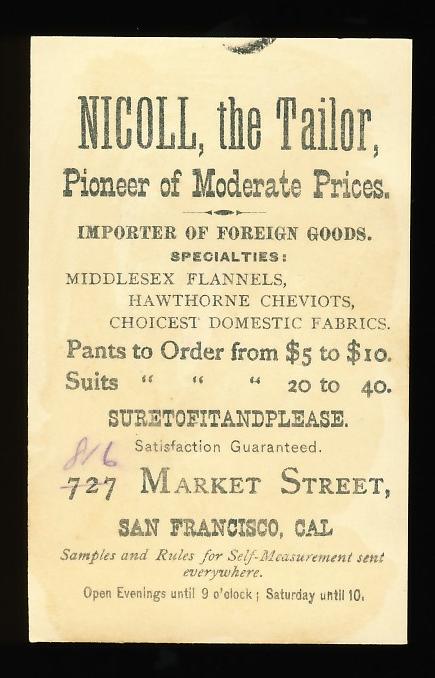 NICOLL, the Tailor,
Pioneer of Moderate Prices.
IMPORTER OF FOREIGN GOODS.
SPECIALTIES:
MIDDLESEX FLANNELS,
HAWTHORNE CHEVIOTS,
CHOICEST DOMESTIC FABRICS.
Pants to Order from $5 to $10.
Suits " " " 20 to 40.
SURETOFITANDPLEASE.
Satisfaction Guaranteed.
816
727 MARKET STREET,
SAN FRANCISCO, CAL
Samples and Rules for Self-Measurement sent
everywhere.
Open Evenings until 9 o'clock; Saturday until 10.